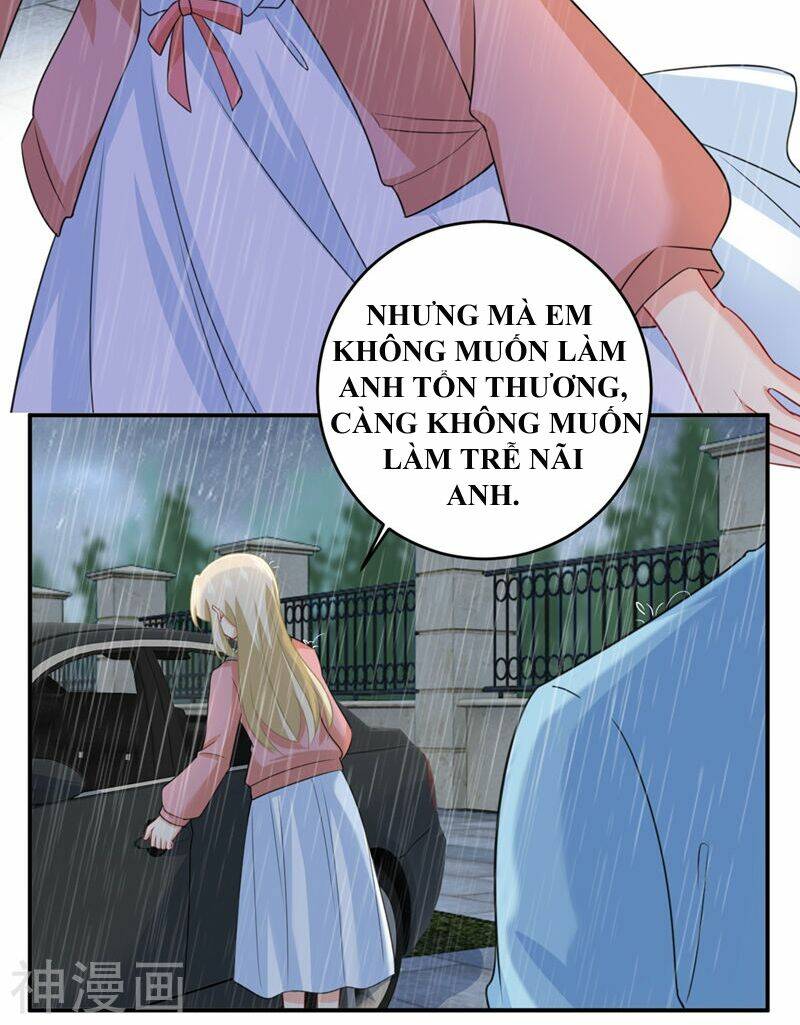 NHƯNG MÀ EM
KHÔNG MUỐN LÀM
ANH TỔN THƯƠNG,
CÀNG KHÔNG MUỐN
LÀM TRỄ NÃI
ANH.
神漫画